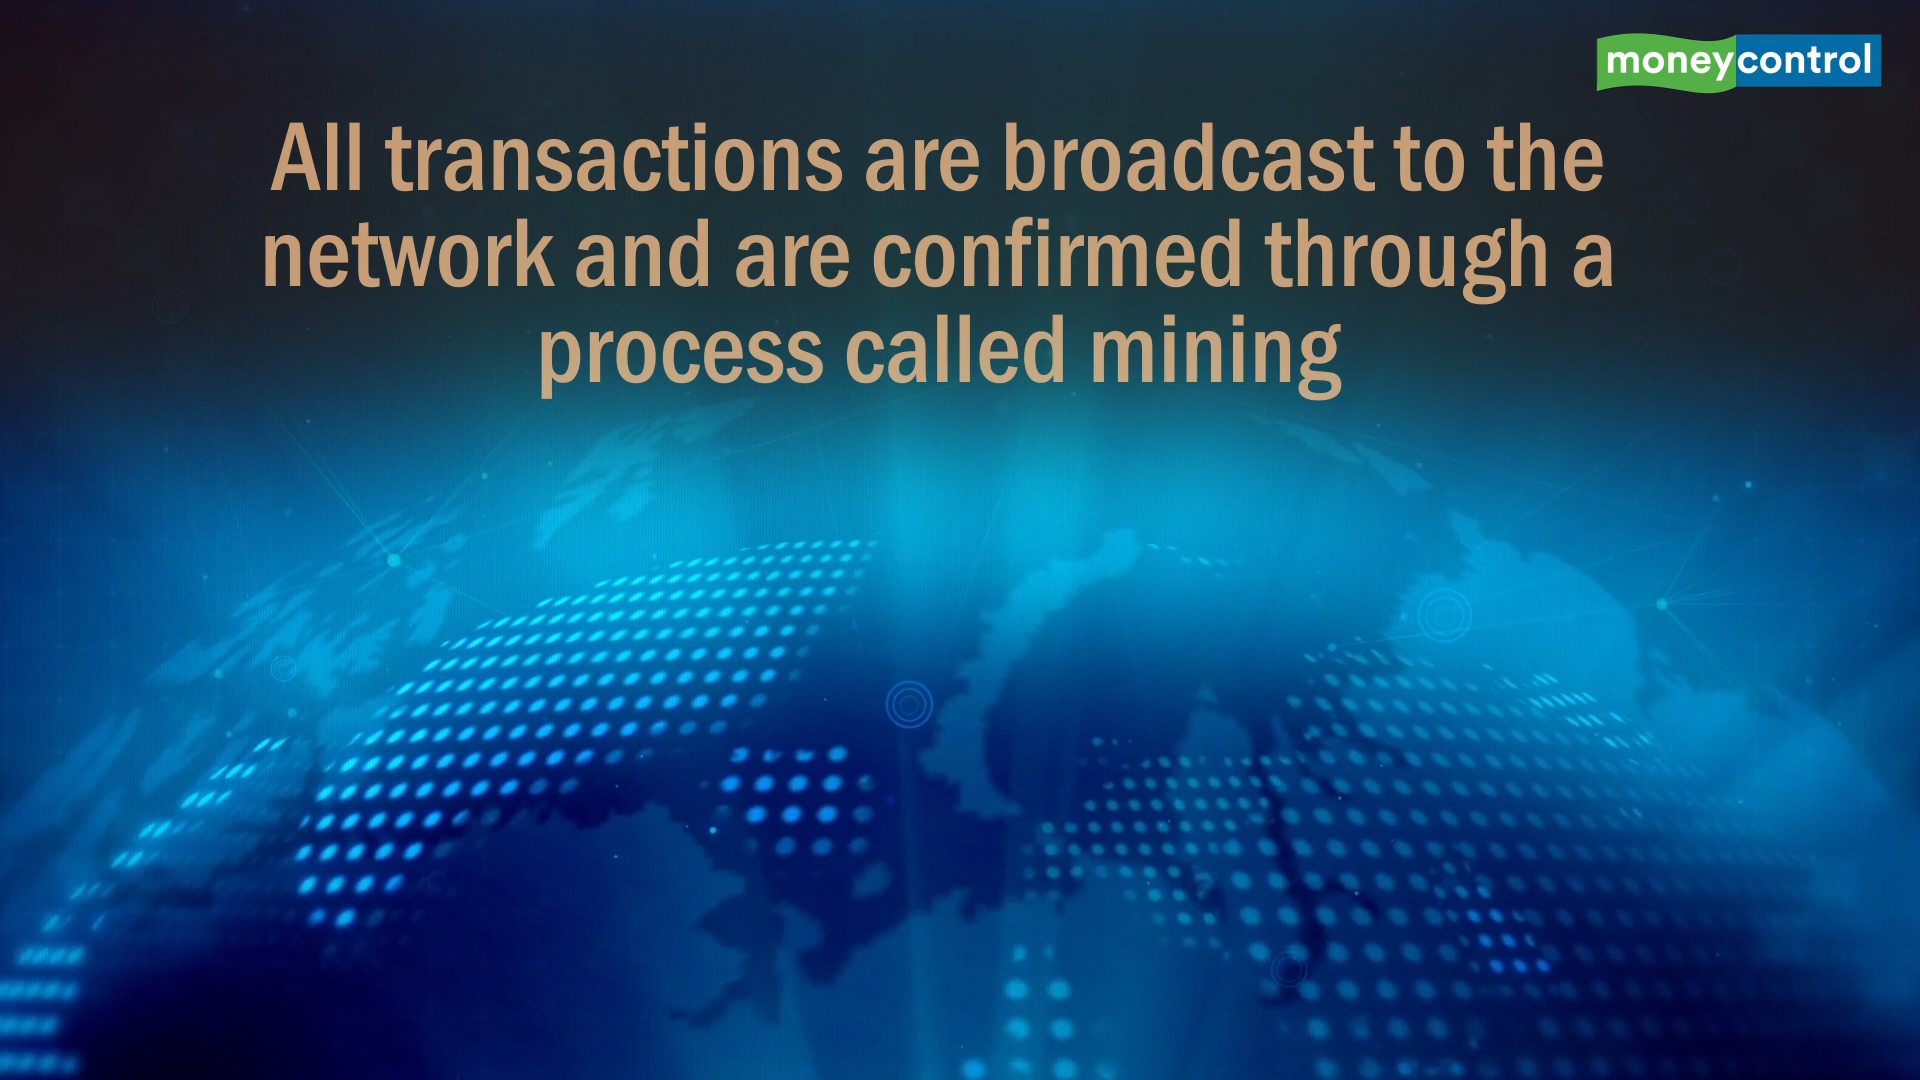 moneycontrol
All transactions are broadcast to the
network and are confirmed through a
process called mining